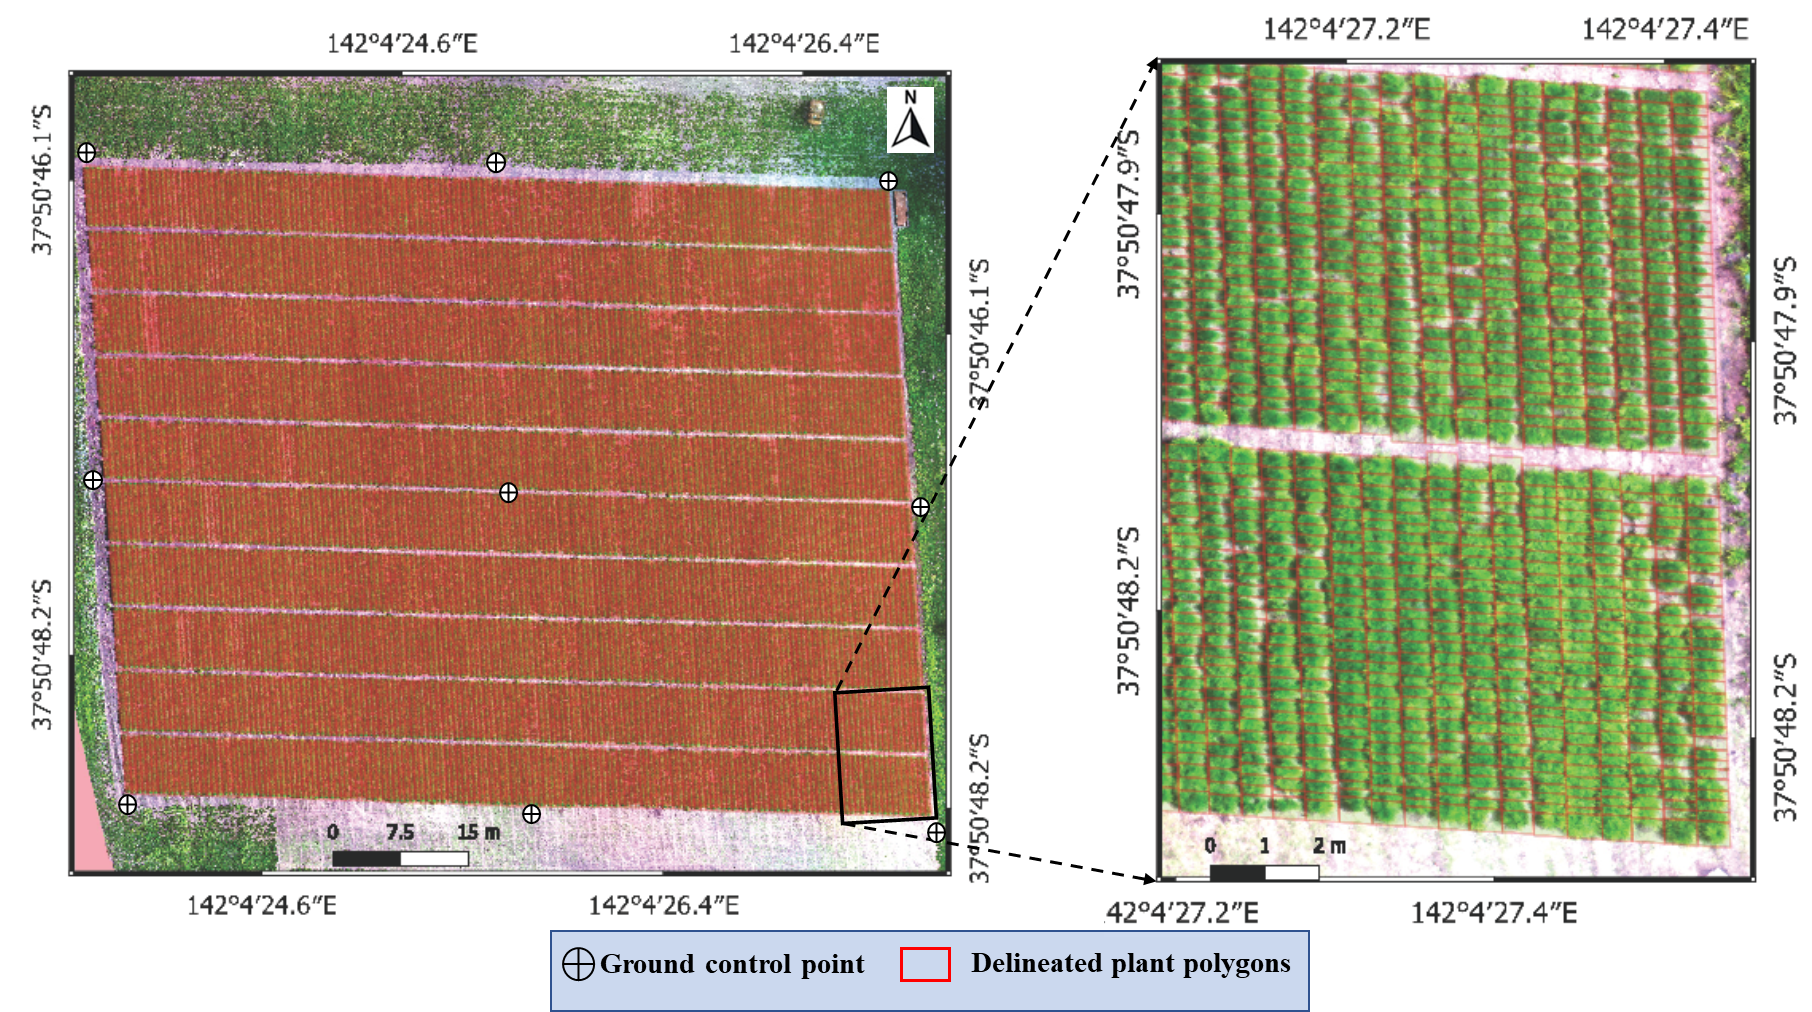 142°4′24.6″E
142°4′26.4″E
142°4′27.2″E
142°4′27.4″E
N
37°50′46.1″S
37°50′48.2″S
37°50′46.1″S
37°50′48.2″S
37°50′47.9″S
37°50′48.2″S
37°50′47.9″S
37°50′48.2″S
0 7.5 15 m
0 1 2 m
142°4′24.6″E
142°4′26.4″E
42°4′27.2″E
142°4′27.4″E
Ground control point
Delineated plant polygons